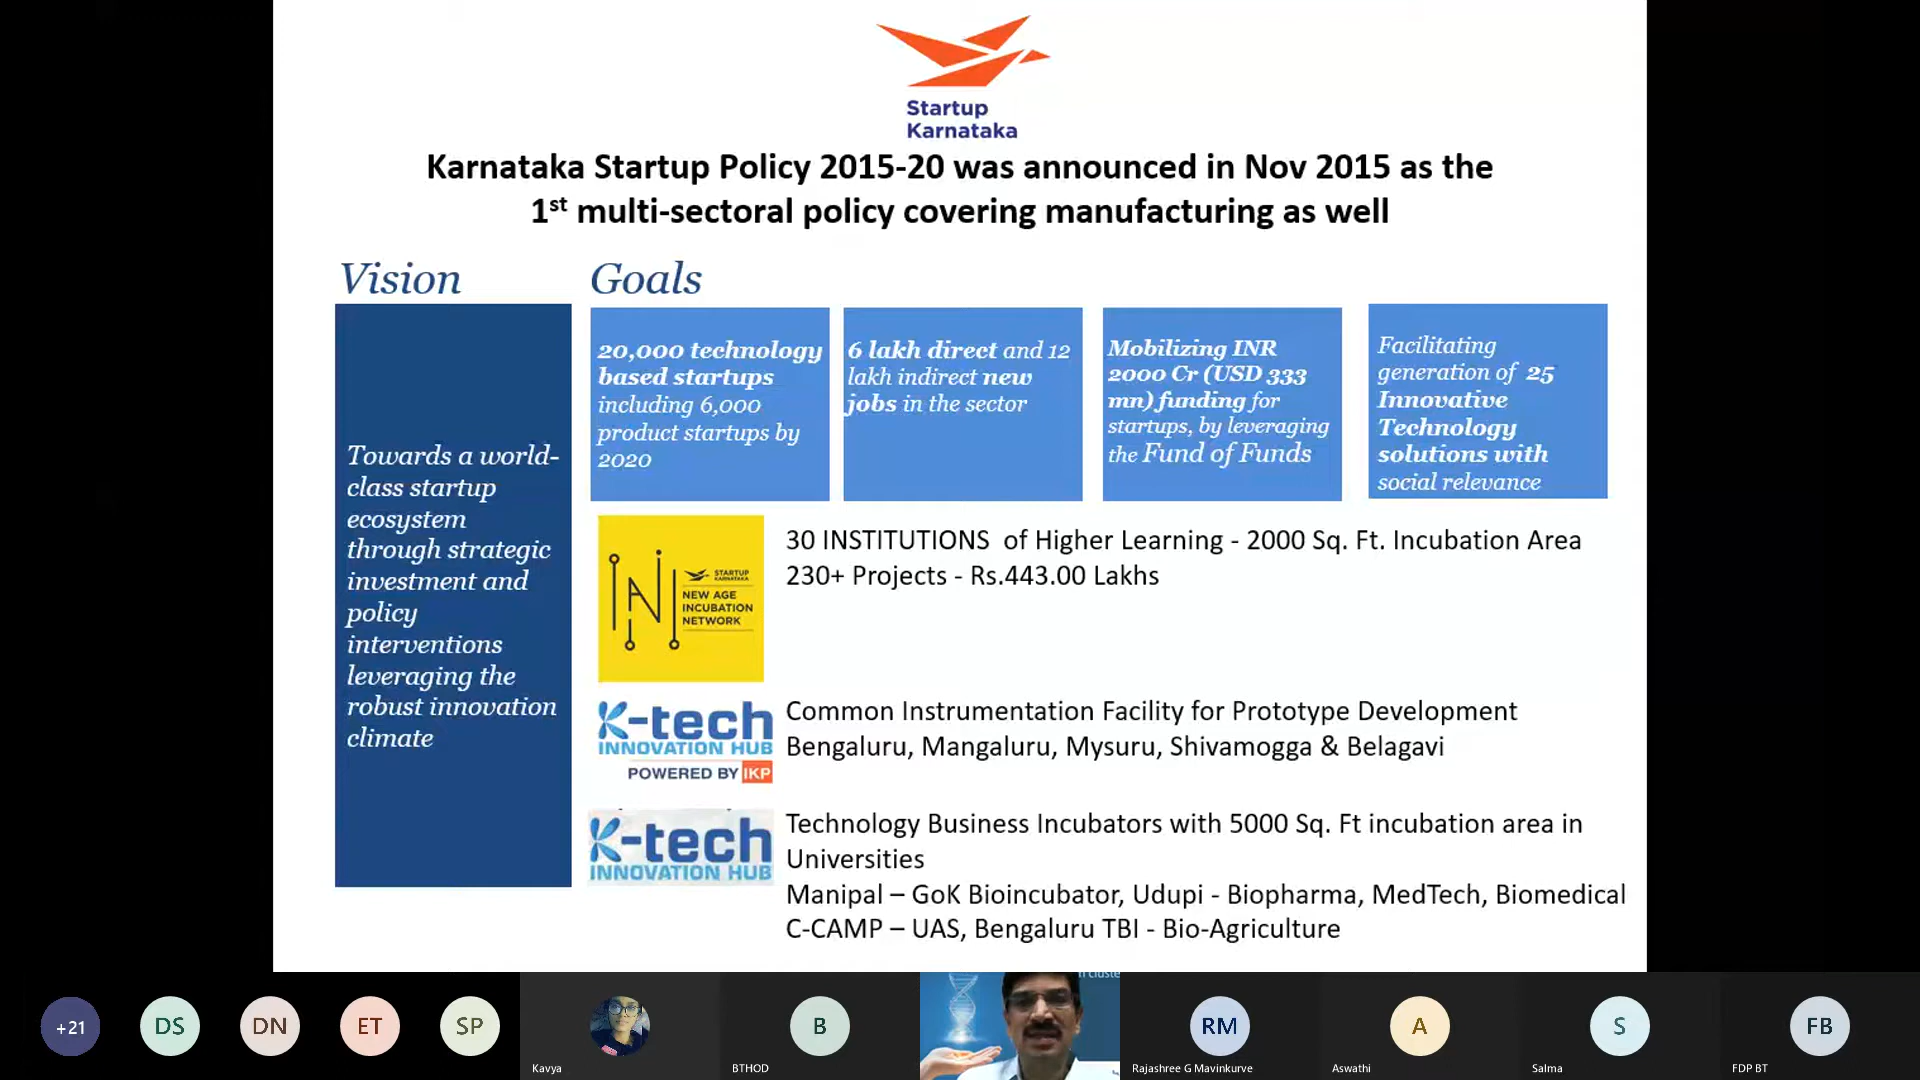 Startup
Karnataka
Karnataka Startup Policy 2015-20 was announced in Nov 2015 as the
1st multi-sectoral policy covering manufacturing as well
Vision
Towards a world-
class startup
ecosystem
through strategic
investment and
policy
interventions
leveraging the
robust innovation
climate
Goals
20,000 technology
based startups
including 6,000
product startups by
2020
6 lakh direct and 12
lakh indirect new
jobs in the sector
Mobilizing INR
2000 Cr (USD 333
mn) funding for
startups, by leveraging
the Fund of Funds
Facilitating
generation of 25
Innovative
Technology
solutions with
social relevance
STARTUP
KARNATAKA
NEW AGE
INCUBATION
NETWORK
30 INSTITUTIONS of Higher Learning - 2000 Sq. Ft. Incubation Area
230+ Projects - Rs.443.00 Lakhs
K-tech
INNOVATION HUB
POWERED BY IKP
Common Instrumentation Facility for Prototype Development
Bengaluru, Mangaluru, Mysuru, Shivamogga & Belagavi
K-tech
INNOVATION HUB
Technology Business Incubators with 5000 Sq. Ft incubation area in
Universities
Manipal – GoK Bioincubator, Udupi - Biopharma, MedTech, Biomedical
C-CAMP – UAS, Bengaluru TBI - Bio-Agriculture
+21
DS
DN
ET
SP
Kavya
B
BTHOD
RM
Rajashree G Mavinkurve
A
Aswathi
S
Salma
FB
FDP BT